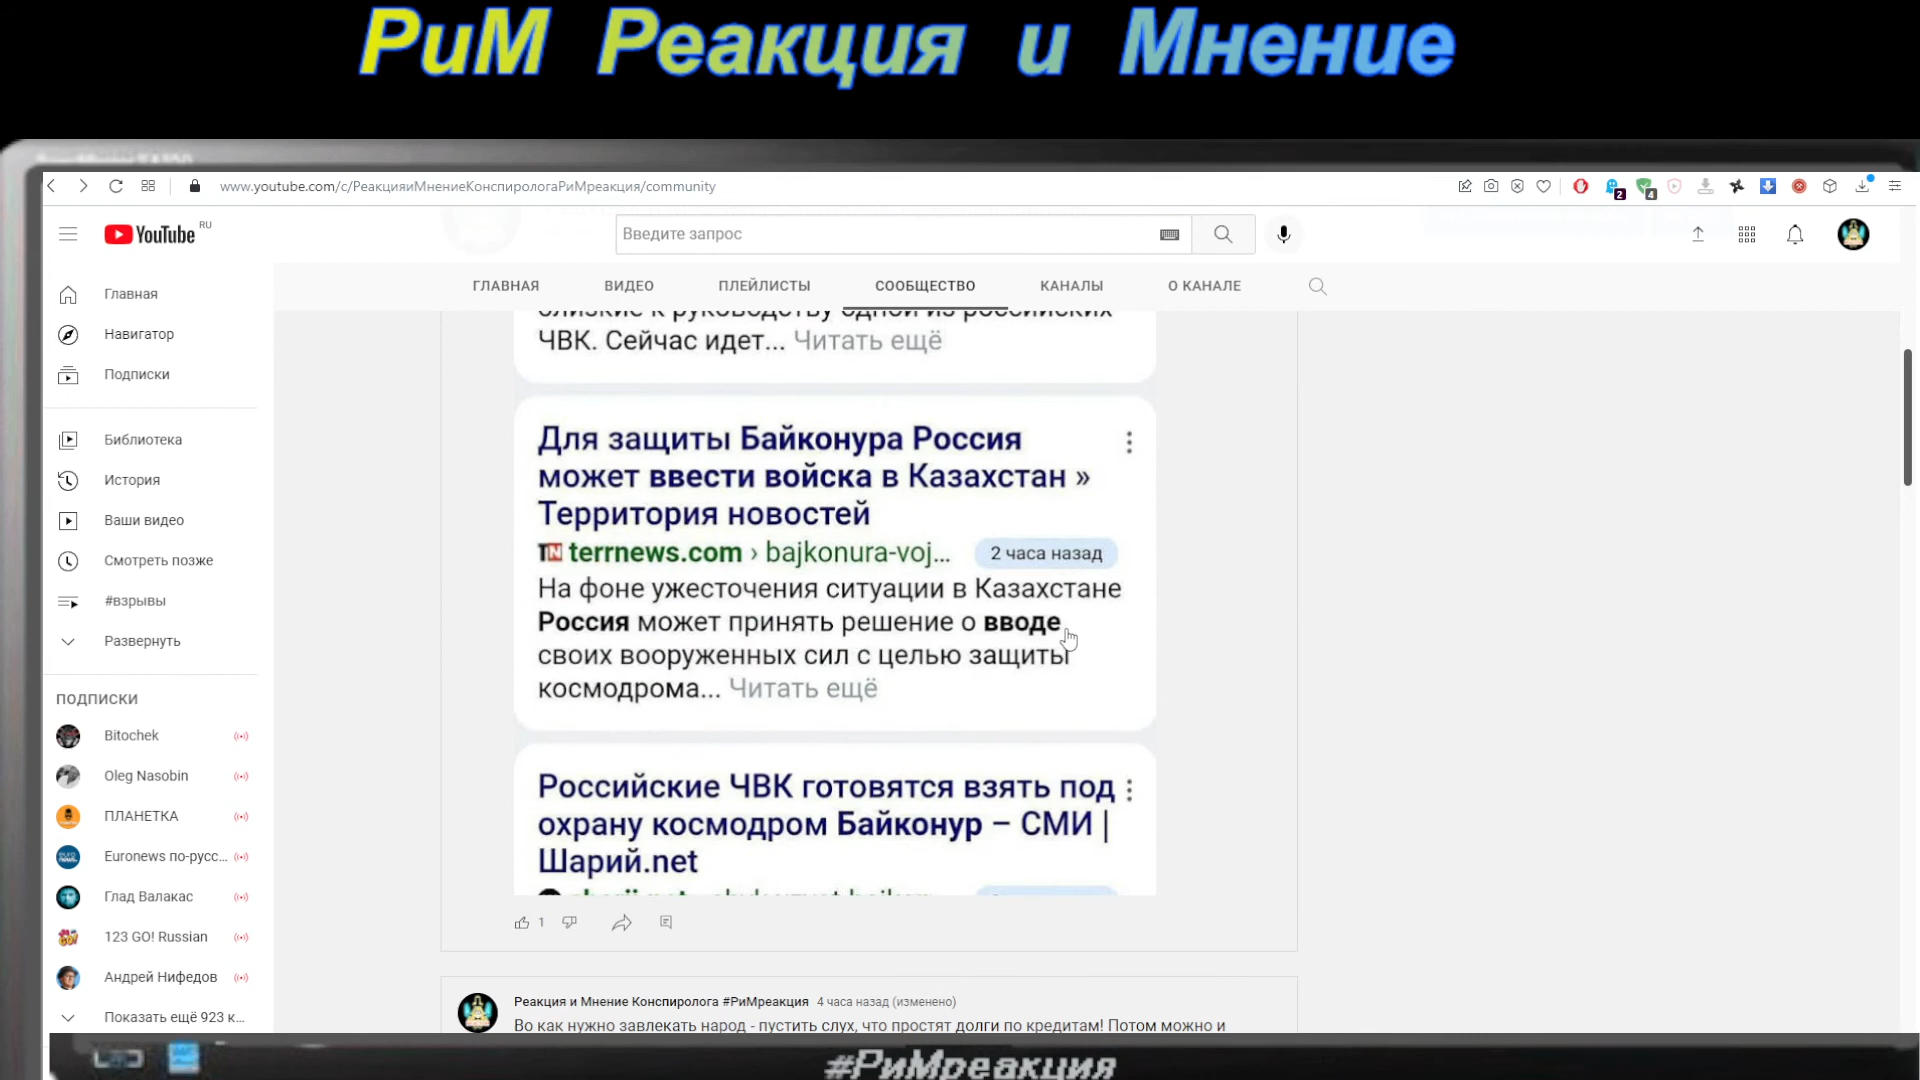 РиМ Реакция и Мнение
www.youtube.com/c/РеакцияиМнениеКонспирологаРиМреакция/community
2
4
YouTube RU
Введите запрос
ГЛАВНАЯ
ВИДЕО
ПЛЕЙЛИСТЫ
СООБЩЕСТВО
КАНАЛЫ
О КАНАЛЕ
Главная
Навигатор
Подписки
Библиотека
История
Ваши видео
Смотреть позже
#взрывы
Развернуть
ПОДПИСКИ
Bitochek
Oleg Nasobin
ПЛАНЕТКА
Euronews по-русс...
Глад Валакас
123 GO! Russian
Андрей Нифедов
Показать ещё 923 к...
близкие к руководству одной из российских
ЧВК. Сейчас идет... Читать ещё
Для защиты Байконура Россия
может ввести войска в Казахстан »
Территория новостей
TN terrnews.com › bajkonura-voj... 2 часа назад
На фоне ужесточения ситуации в Казахстане
Россия может принять решение о вводе
своих вооруженных сил с целью защиты
космодрома... Читать ещё
Российские ЧВК готовятся взять под
охрану космодром Байконур – СМИ |
Шарий.net
1
Реакция и Мнение Конспиролога #РиМреакция 4 часа назад (изменено)
Во как нужно завлекать народ - пустить слух, что простят долги по кредитам! Потом можно и
#РиМреакция